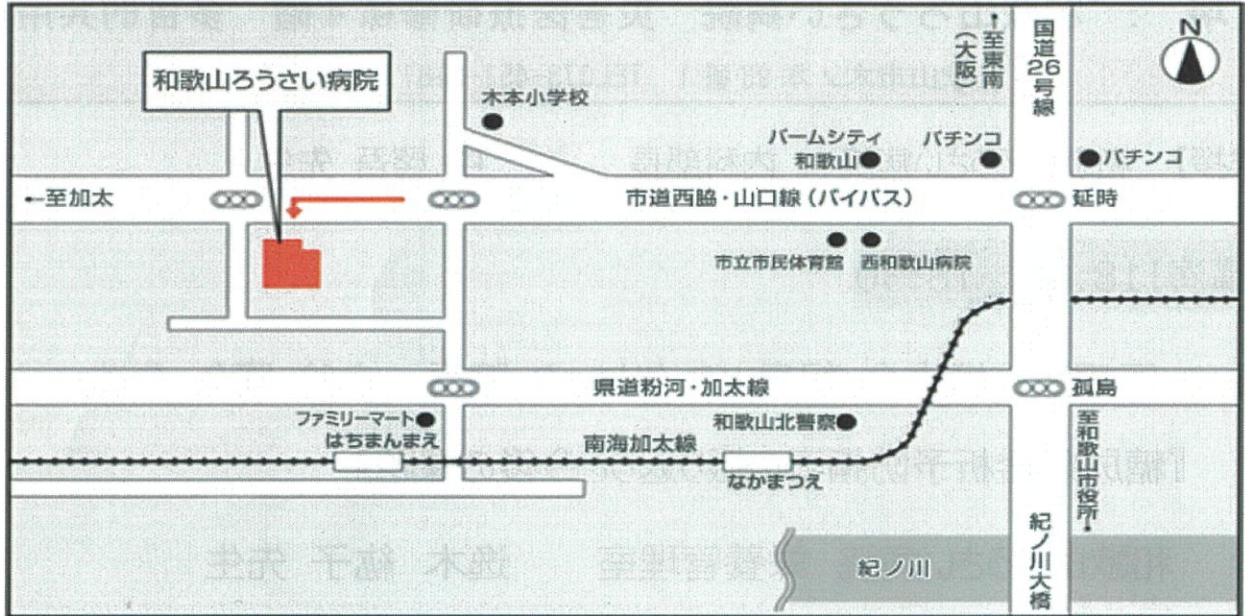 和歌山ろうさい病院
木本小学校
至東南
(大阪)
国道26号線
N
パームシティ
和歌山
パチンコ
パチンコ
←至加太
市道西脇・山口線(バイパス)
延時
市立市民体育館
西和歌山病院
県道粉河・加太線
孤島
ファミリーマート
はちまんまえ
和歌山北警察
南海加太線
なかまつえ
至和歌山市役所
紀ノ川
紀ノ川大橋